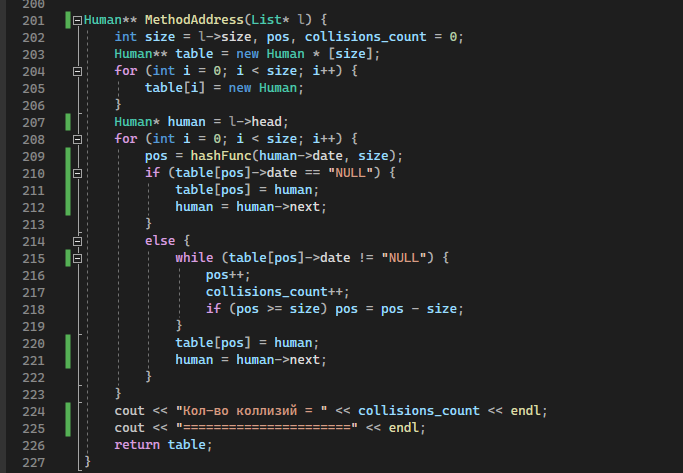 200
201 Human** MethodAddress(List* l) {
202 int size = l->size, pos, collisions_count = 0;
203 Human** table = new Human * [size];
204 for (int i = 0; i < size; i++) {
205 table[i] = new Human;
206 }
207 Human* human = l->head;
208 for (int i = 0; i < size; i++) {
209 pos = hashFunc(human->date, size);
210 if (table[pos]->date == "NULL") {
211 table[pos] = human;
212 human = human->next;
213 }
214 else {
215 while (table[pos]->date != "NULL") {
216 pos++;
217 collisions_count++;
218 if (pos >= size) pos = pos - size;
219 }
220 table[pos] = human;
221 human = human->next;
222 }
223 }
224 cout << "Кол-во коллизий = " << collisions_count << endl;
225 cout << "======================" << endl;
226 return table;
227 }